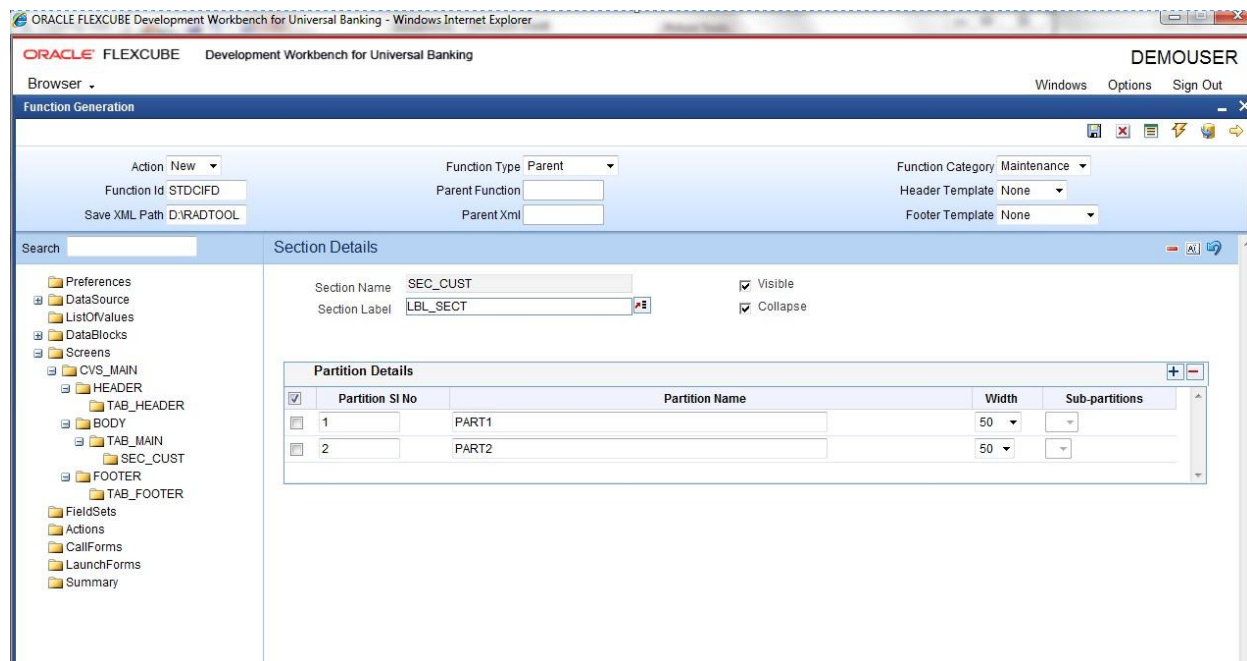 ORACLE FLEXCUBE Development Workbench for Universal Banking - Windows Internet Explorer
ORACLE FLEXCUBE Development Workbench for Universal Banking DEMOUSER
Browser Windows Options Sign Out
Function Generation
Action New Function Type Parent Function Category Maintenance
Function Id STDCIFD Parent Function Header Template None
Save XML Path D:\RADTOOL Parent Xml Footer Template None
Search Section Details
Preferences
DataSource
ListOfValues
DataBlocks
Screens
CVS_MAIN
HEADER
TAB_HEADER
BODY
TAB_MAIN
SEC_CUST
FOOTER
TAB_FOOTER
FieldSets
Actions
CallForms
LaunchForms
Summary
Section Name SEC_CUST Visible
Section Label LBL_SECT Collapse
Partition Details
Partition Sl No Partition Name Width Sub-partitions
1 PART1 50
2 PART2 50